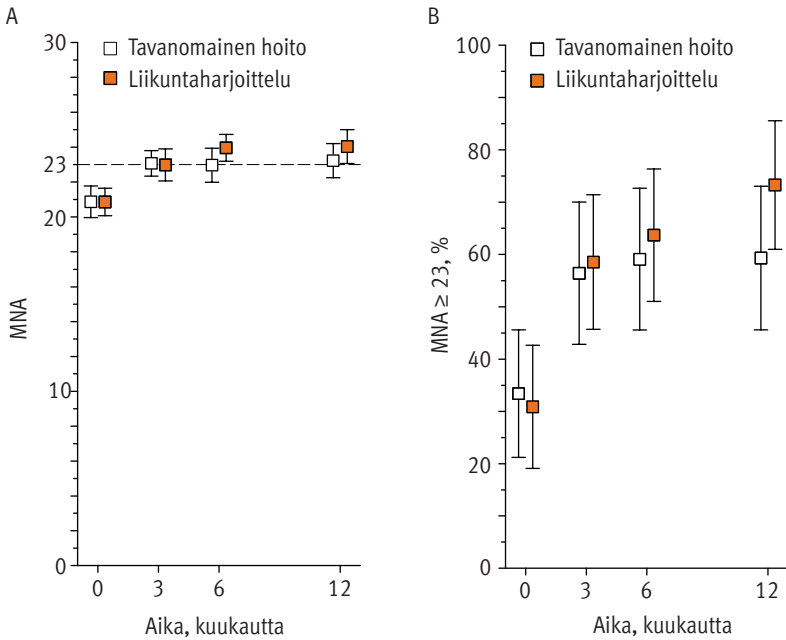 A
Tavanomainen hoito
Liikuntaharjoittelu
MNA
30
23
20
10
0
0 3 6 12
Aika, kuukautta
B
Tavanomainen hoito
Liikuntaharjoittelu
MNA ≥ 23, %
100
80
60
40
20
0
0 3 6 12
Aika, kuukautta